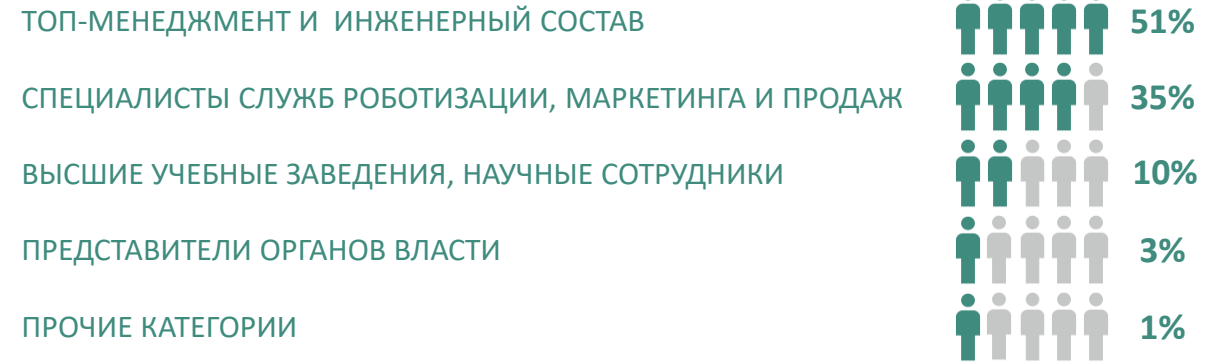 ТОП-МЕНЕДЖМЕНТ И ИНЖЕНЕРНЫЙ СОСТАВ 51%
СПЕЦИАЛИСТЫ СЛУЖБ РОБОТИЗАЦИИ, МАРКЕТИНГА И ПРОДАЖ 35%
ВЫСШИЕ УЧЕБНЫЕ ЗАВЕДЕНИЯ, НАУЧНЫЕ СОТРУДНИКИ 10%
ПРЕДСТАВИТЕЛИ ОРГАНОВ ВЛАСТИ 3%
ПРОЧИЕ КАТЕГОРИИ 1%